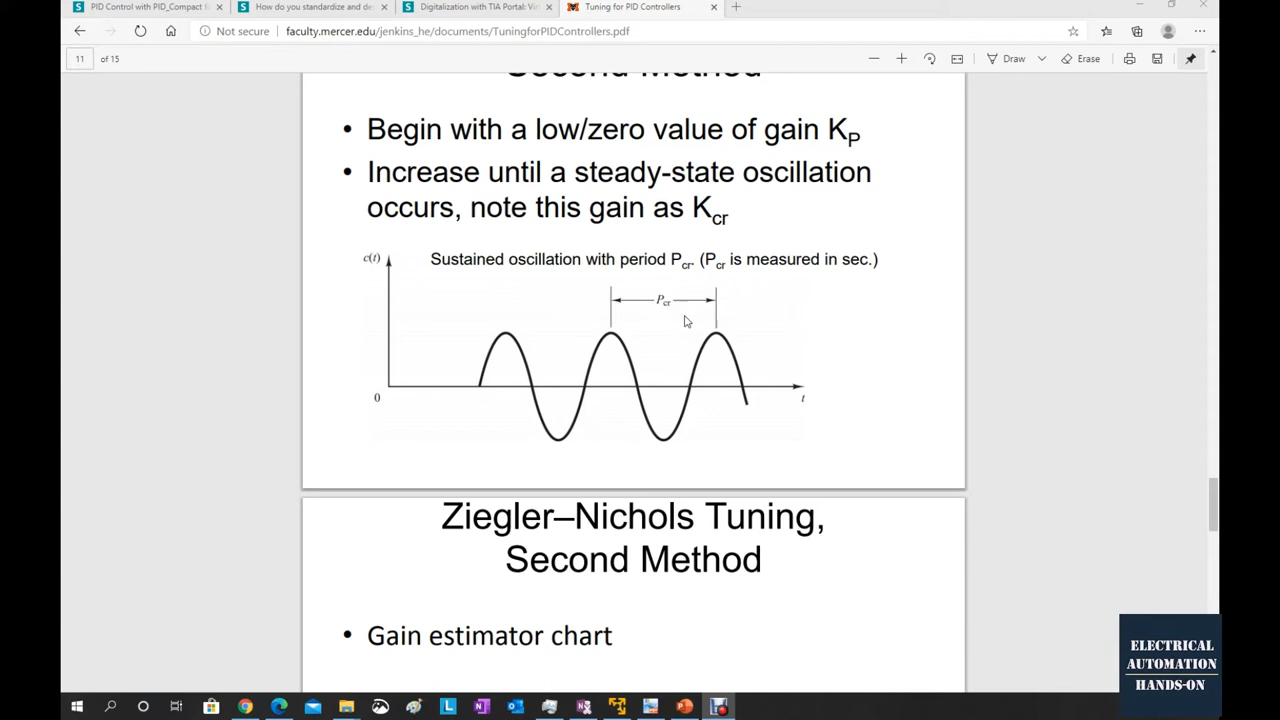 PID Control with PID_Compact f
How do you standardize and de
Digitalization with TIA Portal: Vi
Tuning for PID Controllers
Not secure
faculty.mercer.edu/jenkins_he/documents/TuningforPIDControllers.pdf
11 of 15
Draw
Erase
Second Method
• Begin with a low/zero value of gain KP
• Increase until a steady-state oscillation
occurs, note this gain as Kcr
c(t)
Sustained oscillation with period Pcr. (Pcr is measured in sec.)
Pcr
0
t
Ziegler–Nichols Tuning,
Second Method
• Gain estimator chart
ELECTRICAL
AUTOMATION
HANDS-ON